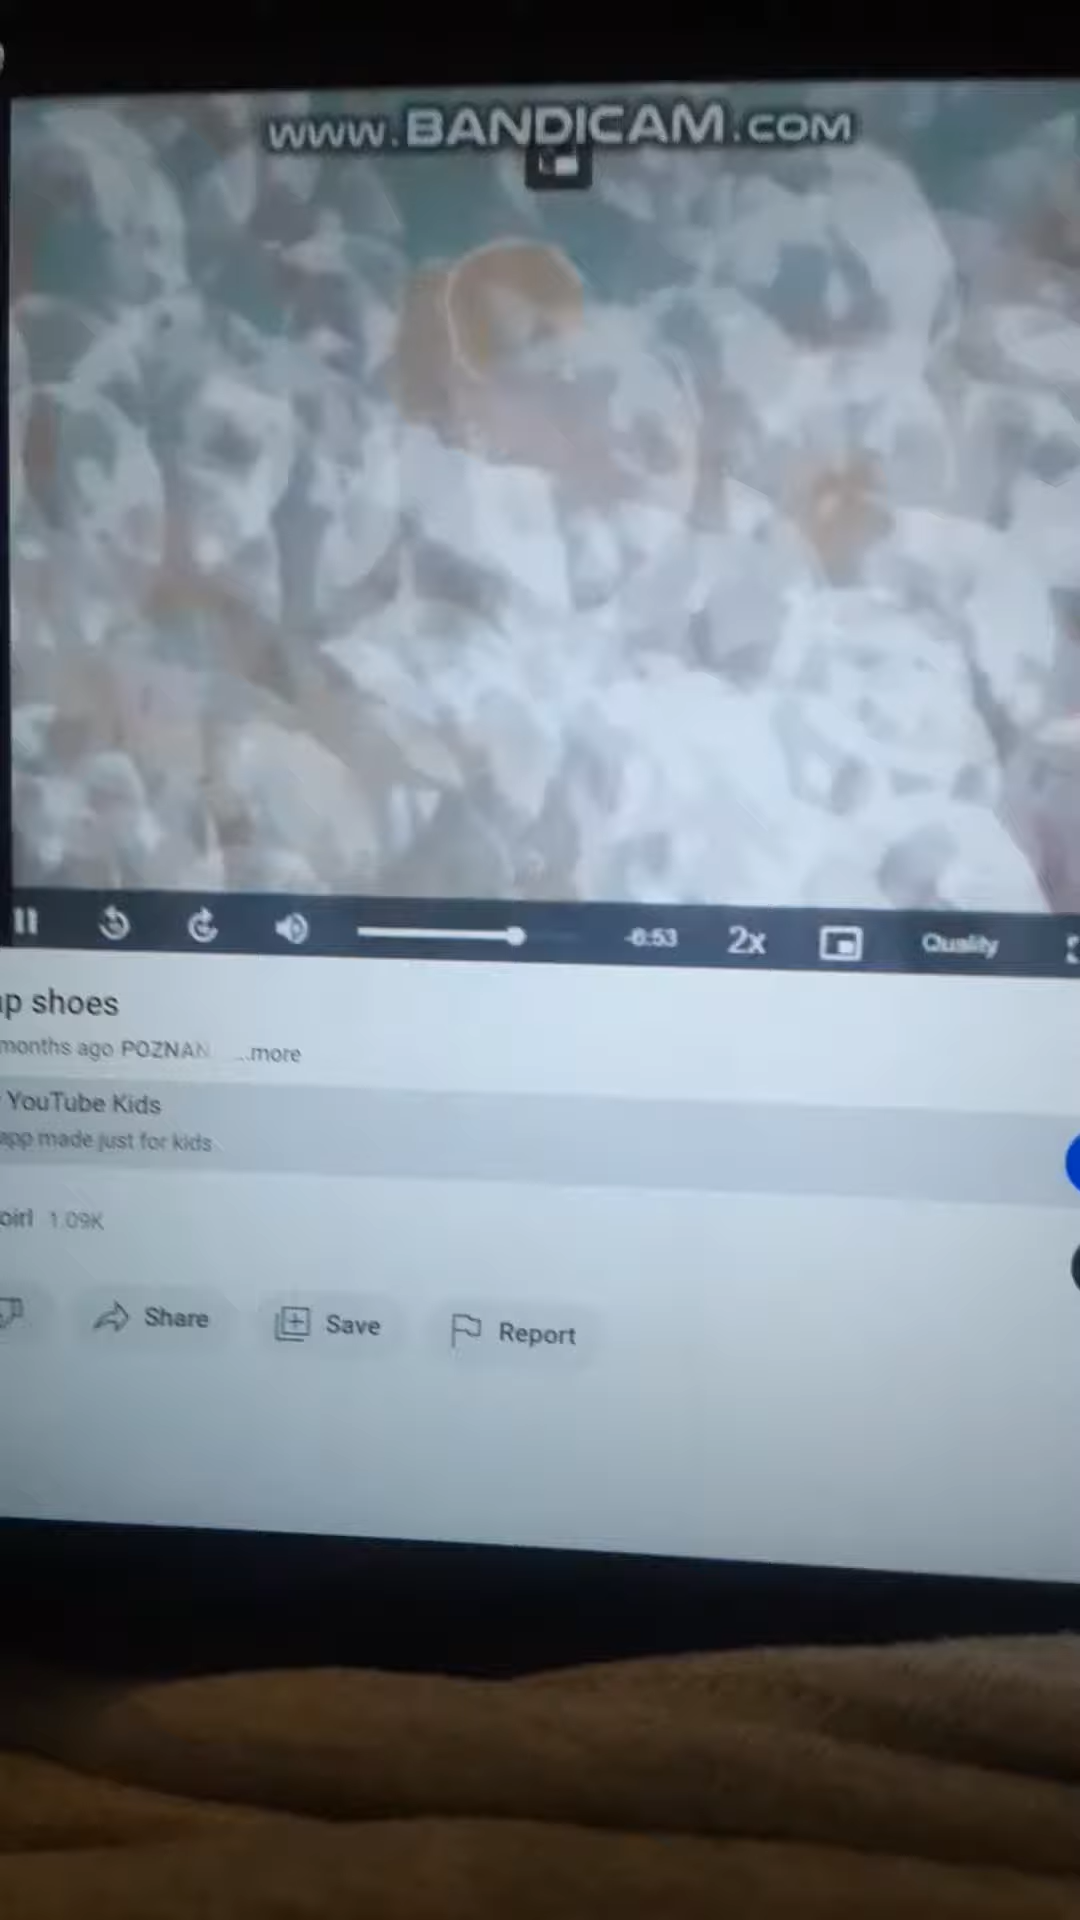 www.BANDICAM.COM
-6:53 2x Quality
shoes
months ago POZNAN ...more
YouTube Kids
app made just for kids
1.09K
Share Save Report